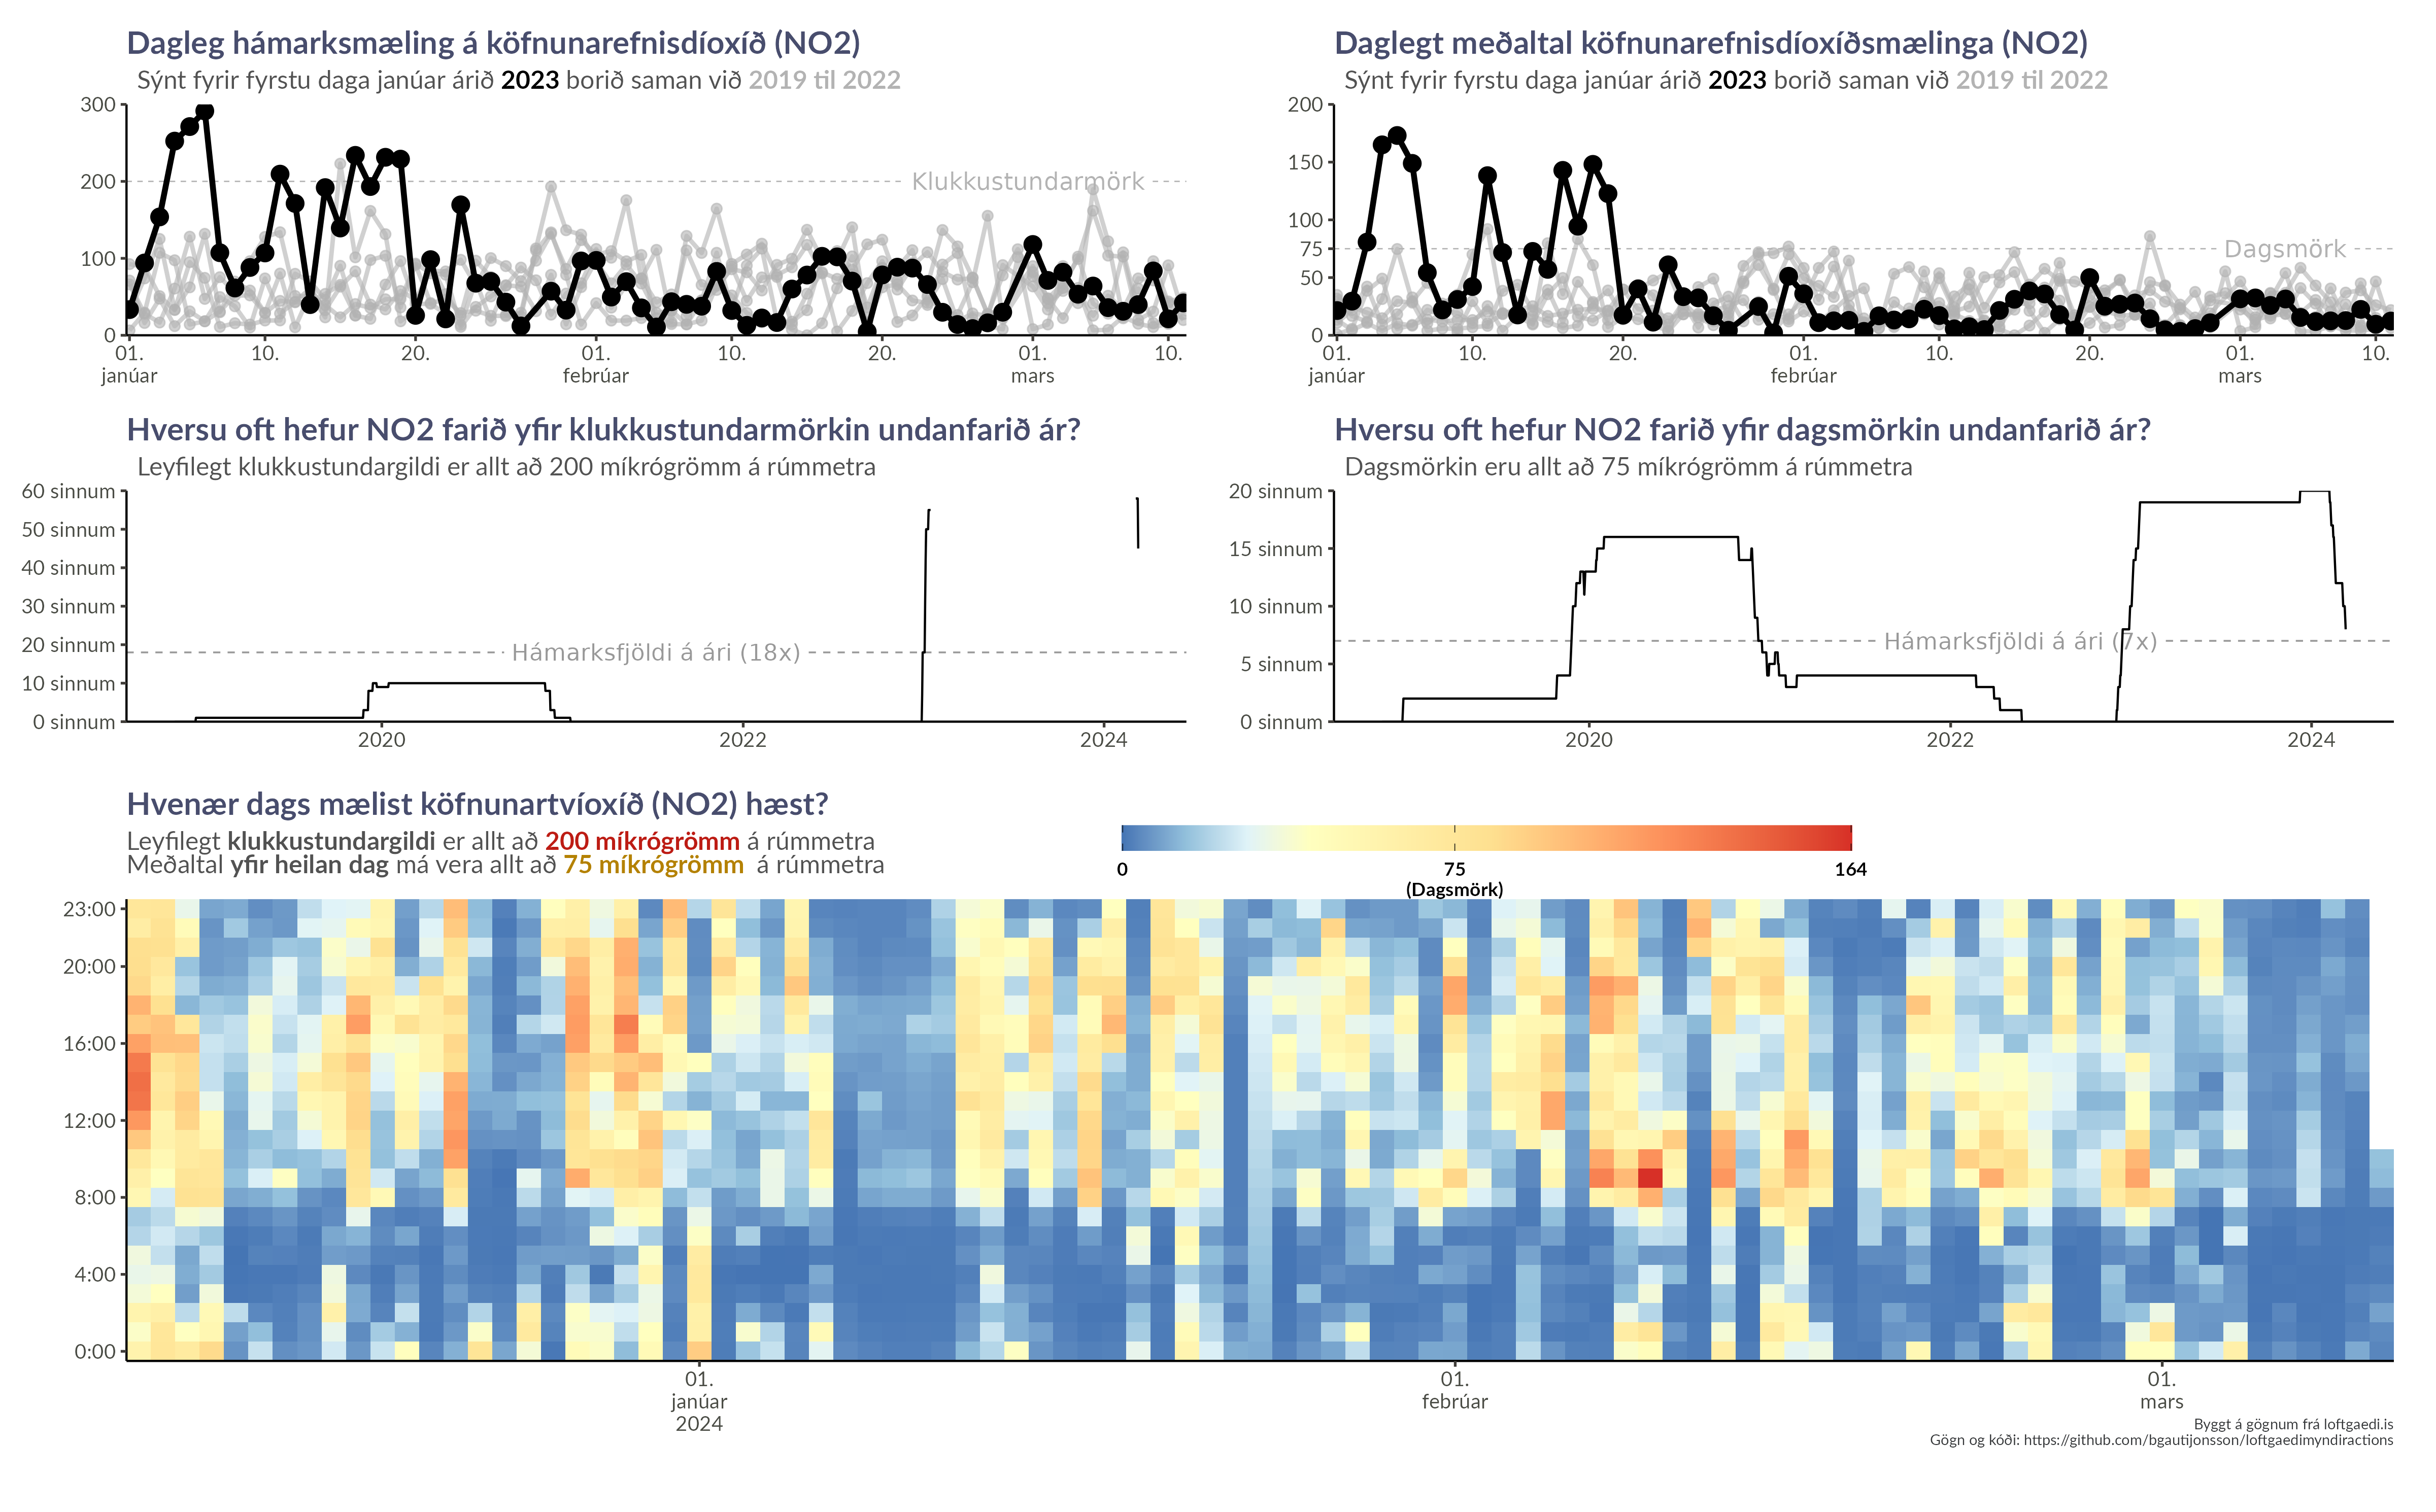 Dagleg hámarksmæling á köfnunarefnisdíoxíð (NO2)
Sýnt fyrir fyrstu daga janúar árið 2023 borið saman við 2019 til 2022
300
200
100
0
Klukkustundarmörk
01. 10. 20. 01. 10. 20. 01. 10.
janúar febrúar mars
Daglegt meðaltal köfnunarefnisdíoxíðsmælinga (NO2)
Sýnt fyrir fyrstu daga janúar árið 2023 borið saman við 2019 til 2022
200
150
100
75
50
0
Dagsmörk
01. 10. 20. 01. 10. 20. 01. 10.
janúar febrúar mars
Hversu oft hefur NO2 farið yfir klukkustundarmörkin undanfarið ár?
Leyfilegt klukkustundargildi er allt að 200 míkrógrömm á rúmmetra
60 sinnum
50 sinnum
40 sinnum
30 sinnum
20 sinnum
10 sinnum
0 sinnum
Hámarksfjöldi á ári (18x)
2020 2022 2024
Hversu oft hefur NO2 farið yfir dagsmörkin undanfarið ár?
Dagsmörkin eru allt að 75 míkrógrömm á rúmmetra
20 sinnum
15 sinnum
10 sinnum
5 sinnum
0 sinnum
Hámarksfjöldi á ári (7x)
2020 2022 2024
Hvenær dags mælist köfnunartvíoxíð (NO2) hæst?
Leyfilegt klukkustundargildi er allt að 200 míkrógrömm á rúmmetra
Meðaltal yfir heilan dag má vera allt að 75 míkrógrömm á rúmmetra
0 75 164
(Dagsmörk)
23:00
20:00
16:00
12:00
8:00
4:00
0:00
01. 01. 01.
janúar febrúar mars
2024
Byggt á gögnum frá loftgaedi.is
Gögn og kóði: https://github.com/bgautijonsson/loftgaedimyndiractions